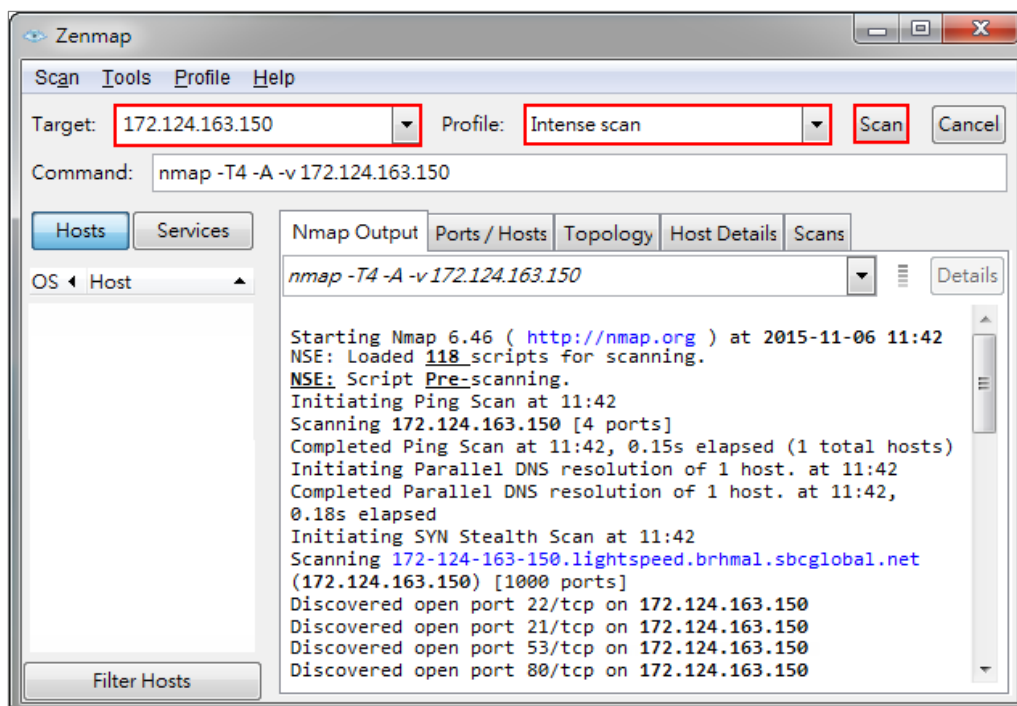 Zenmap
Scan Tools Profile Help
Target: 172.124.163.150 Profile: Intense scan Scan Cancel
Command: nmap -T4 -A -v 172.124.163.150
Hosts Services
Nmap Output Ports / Hosts Topology Host Details Scans
OS Host
nmap -T4 -A -v 172.124.163.150 Details
Starting Nmap 6.46 ( http://nmap.org ) at 2015-11-06 11:42
NSE: Loaded 118 scripts for scanning.
NSE: Script Pre-scanning.
Initiating Ping Scan at 11:42
Scanning 172.124.163.150 [4 ports]
Completed Ping Scan at 11:42, 0.15s elapsed (1 total hosts)
Initiating Parallel DNS resolution of 1 host. at 11:42
Completed Parallel DNS resolution of 1 host. at 11:42,
0.18s elapsed
Initiating SYN Stealth Scan at 11:42
Scanning 172-124-163-150.lightspeed.brhmal.sbcglobal.net
(172.124.163.150) [1000 ports]
Discovered open port 22/tcp on 172.124.163.150
Discovered open port 21/tcp on 172.124.163.150
Discovered open port 53/tcp on 172.124.163.150
Discovered open port 80/tcp on 172.124.163.150
Filter Hosts